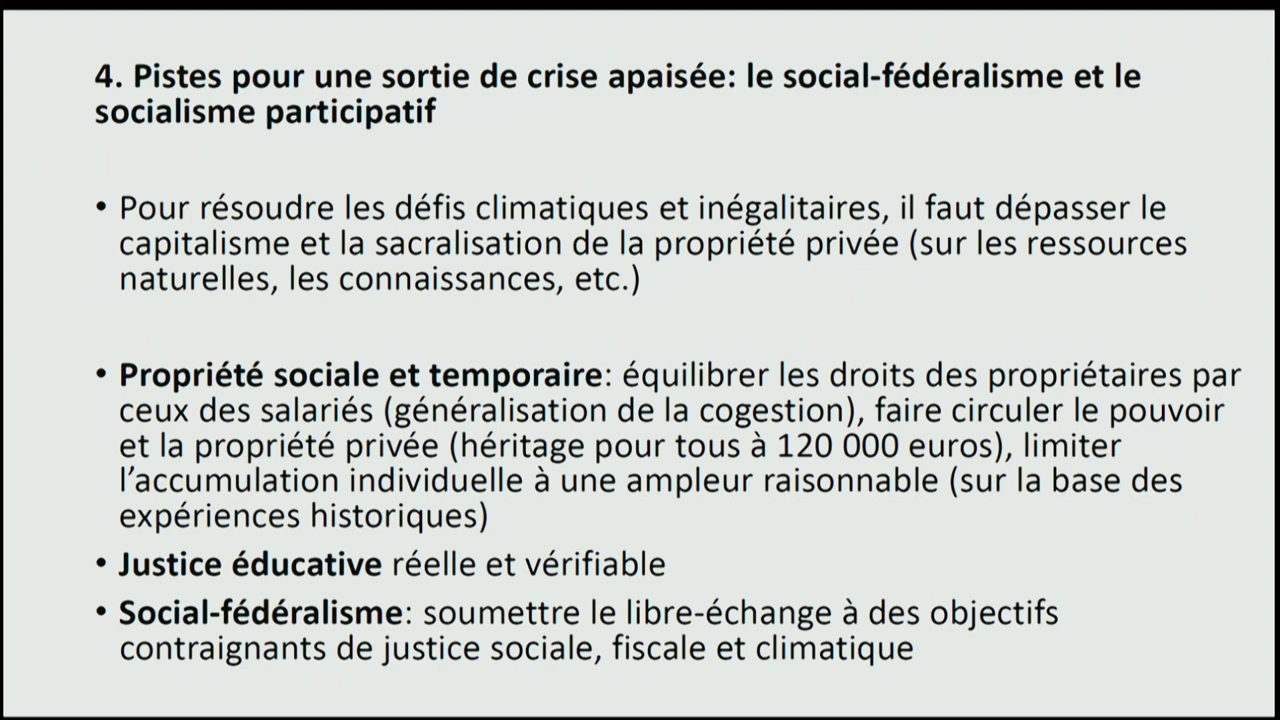 4. Pistes pour une sortie de crise apaisée: le social-fédéralisme et le
socialisme participatif
• Pour résoudre les défis climatiques et inégalitaires, il faut dépasser le
capitalisme et la sacralisation de la propriété privée (sur les ressources
naturelles, les connaissances, etc.)
• Propriété sociale et temporaire: équilibrer les droits des propriétaires par
ceux des salariés (généralisation de la cogestion), faire circuler le pouvoir
et la propriété privée (héritage pour tous à 120 000 euros), limiter
l'accumulation individuelle à une ampleur raisonnable (sur la base des
expériences historiques)
• Justice éducative réelle et vérifiable
• Social-fédéralisme: soumettre le libre-échange à des objectifs
contraignants de justice sociale, fiscale et climatique